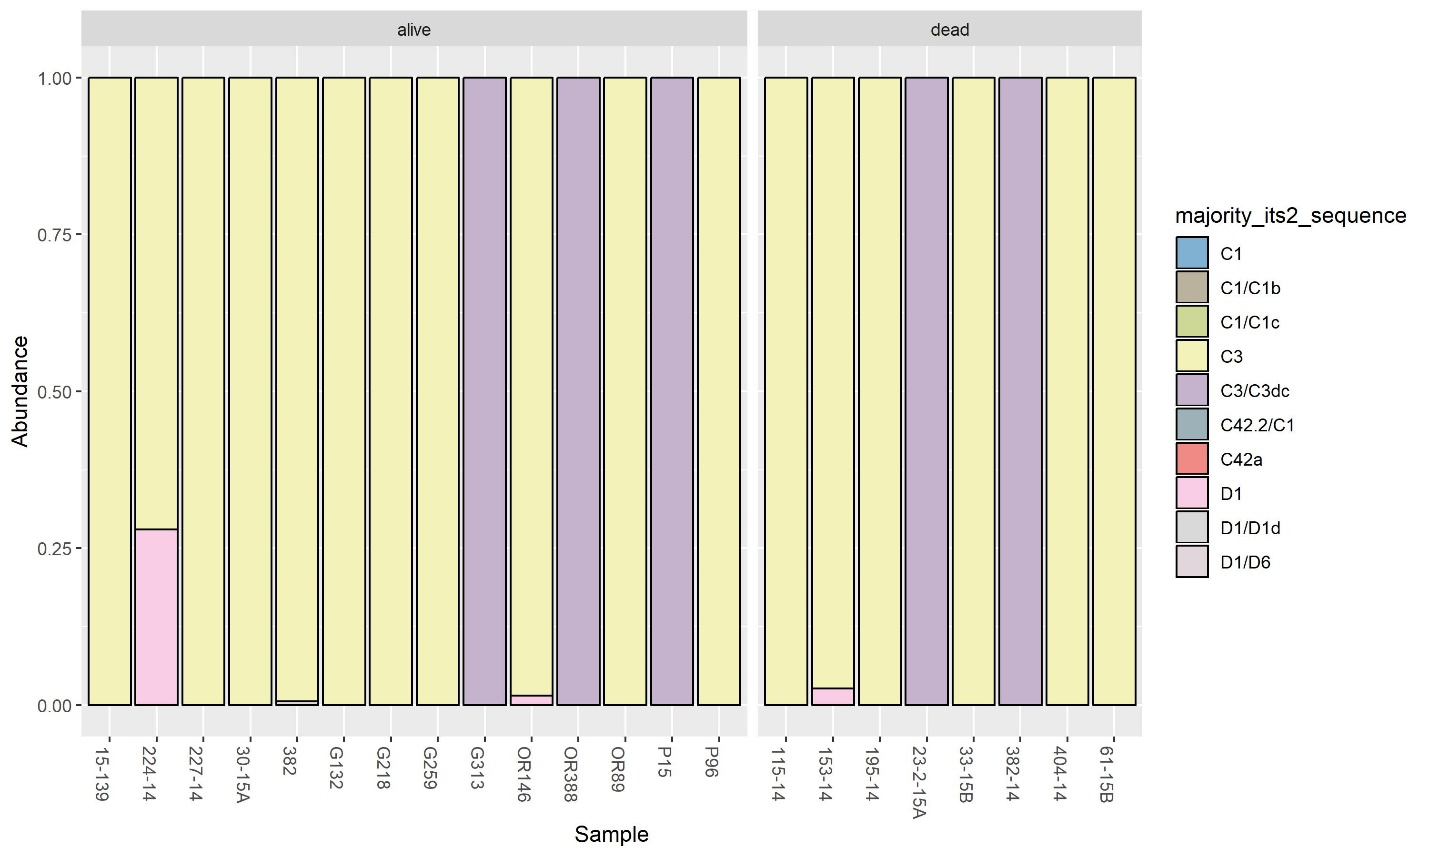 alive
dead
1.00
0.75
0.50
0.25
0.00
Abundance
15-139
224-14
227-14
30-15A
382
G132
G218
G259
G313
OR146
OR388
OR89
P15
P96
115-14
153-14
195-14
23-2-15A
33-15B
382-14
404-14
61-15B
Sample
majority_its2_sequence
C1
C1/C1b
C1/C1c
C3
C3/C3dc
C42.2/C1
C42a
D1
D1/D1d
D1/D6